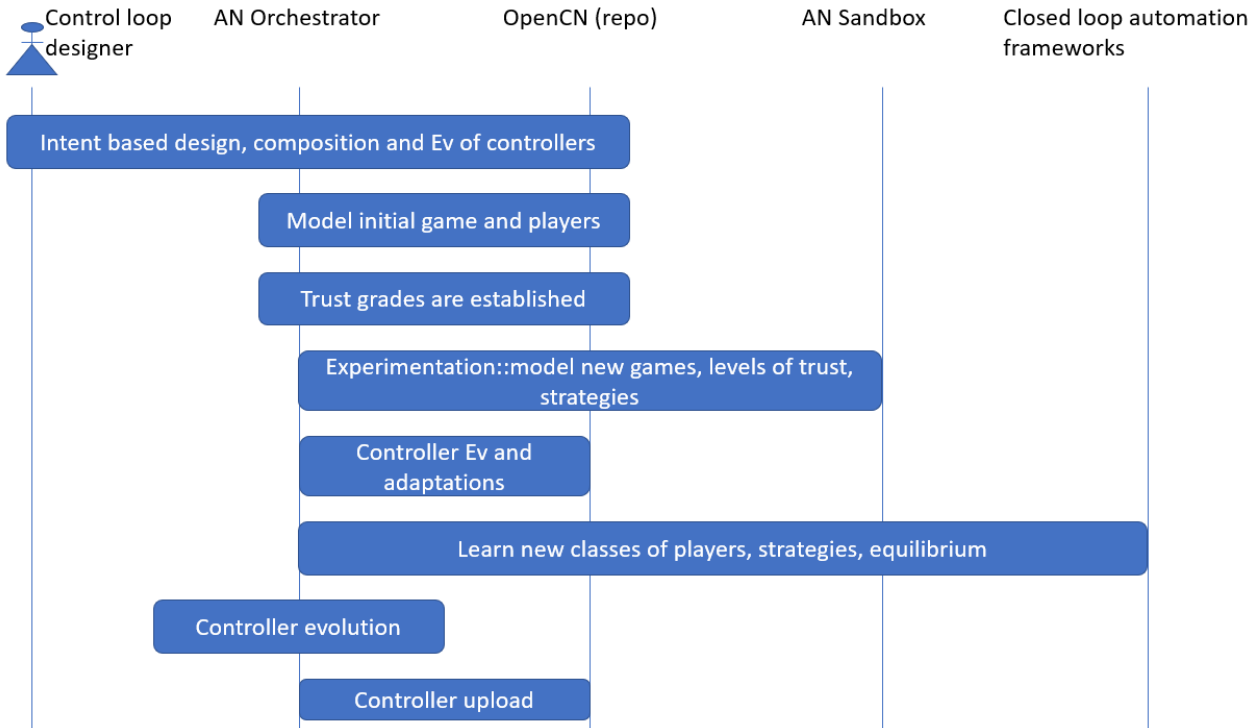 Control loop
designer
AN Orchestrator
OpenCN (repo)
AN Sandbox
Closed loop automation
frameworks
Intent based design, composition and Ev of controllers
Model initial game and players
Trust grades are established
Experimentation::model new games, levels of trust,
strategies
Controller Ev and
adaptations
Learn new classes of players, strategies, equilibrium
Controller evolution
Controller upload